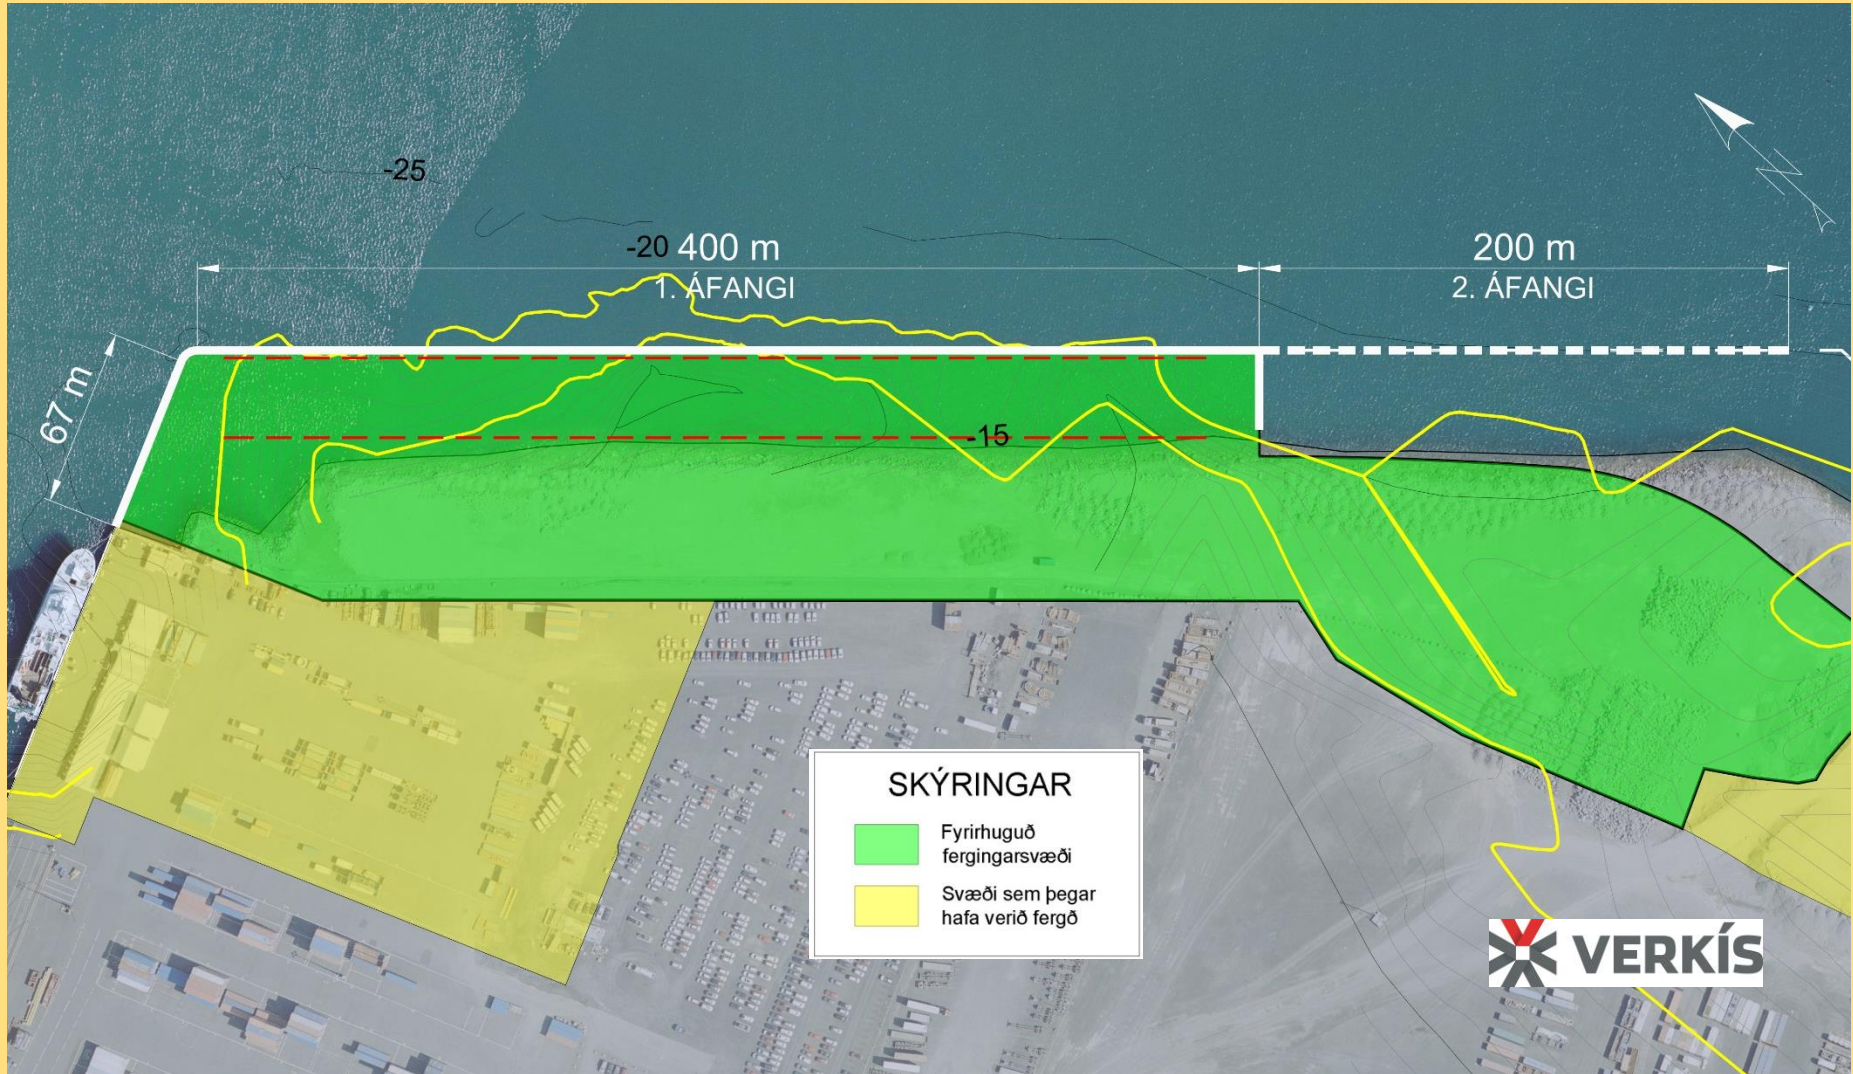 -25
-20 400 m
1. ÁFANGI
200 m
2. ÁFANGI
67 m
-15
SKÝRINGAR
Fyrirhuguð
fergingarsvæði
Svæði sem þegar
hafa verið fergð
VERKÍS